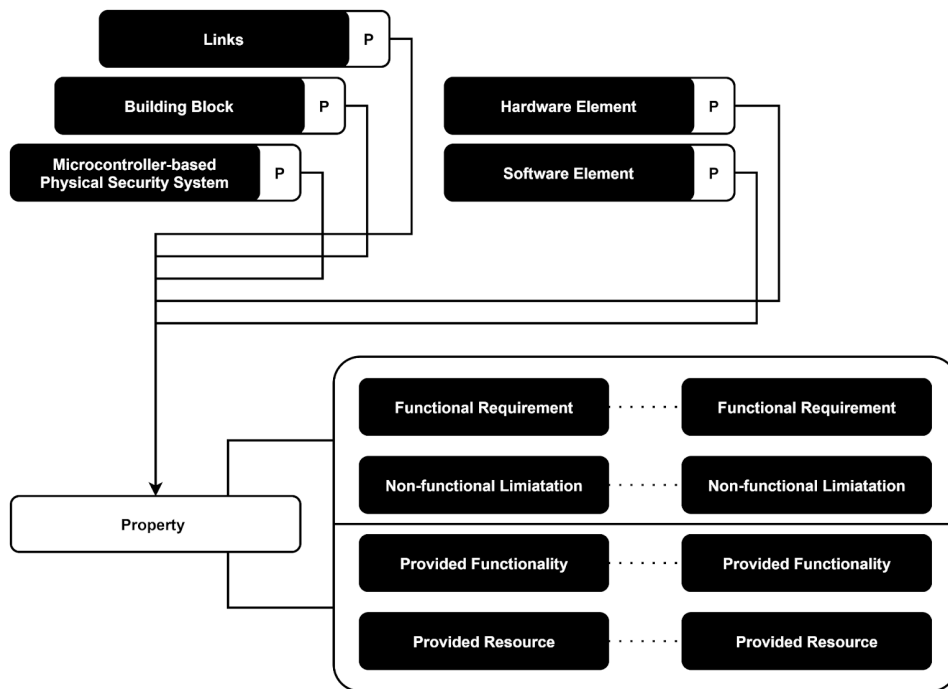 Links P
Building Block P
Hardware Element P
Microcontroller-based
Physical Security System P
Software Element P
Functional Requirement Functional Requirement
Non-functional Limiatation Non-functional Limiatation
Property
Provided Functionality Provided Functionality
Provided Resource Provided Resource